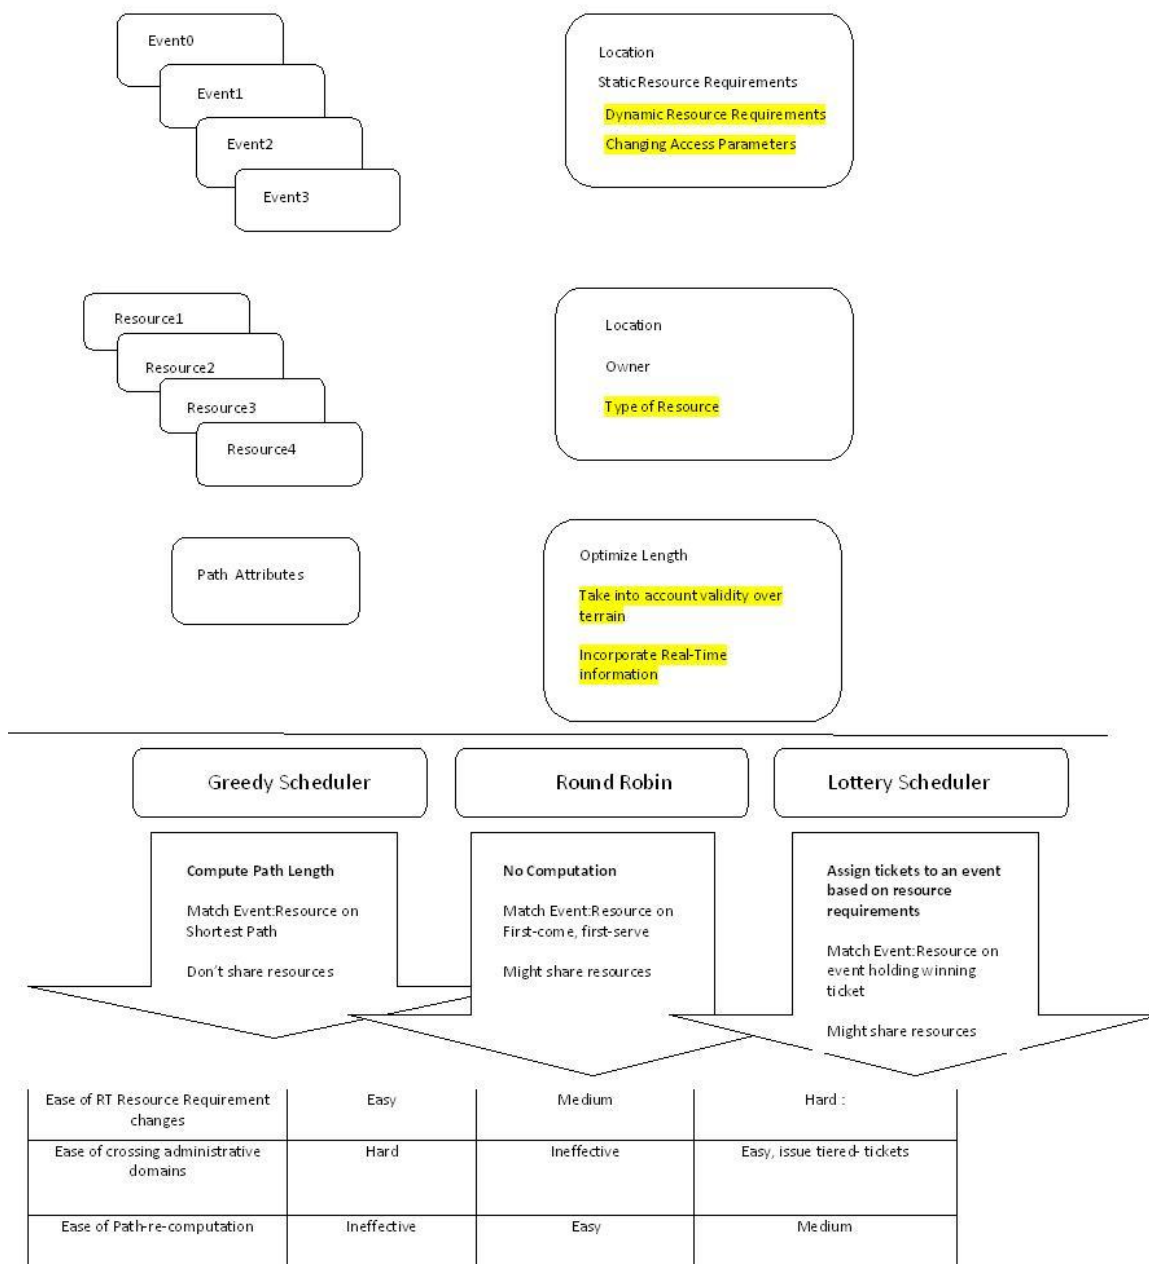 Event0
Event1
Event2
Event3
Location
Static Resource Requirements
Dynamic Resource Requirements
Changing Access Parameters
Resource1
Resource2
Resource3
Resource4
Location
Owner
Type of Resource
Path Attributes
Optimize Length
Take into account validity over
terrain
Incorporate Real-Time
information
Greedy Scheduler
Round Robin
Lottery Scheduler
Compute Path Length
Match Event:Resource on
Shortest Path
Don't share resources
No Computation
Match Event:Resource on
First-come, first-serve
Might share resources
Assign tickets to an event
based on resource
requirements
Match Event:Resource on
event holding winning
ticket
Might share resources
Ease of RT Resource Requirement
changes
Easy
Medium
Hard :
Ease of crossing administrative
domains
Hard
Ineffective
Easy, issue tiered- tickets
Ease of Path-re-computation
Ineffective
Easy
Medium